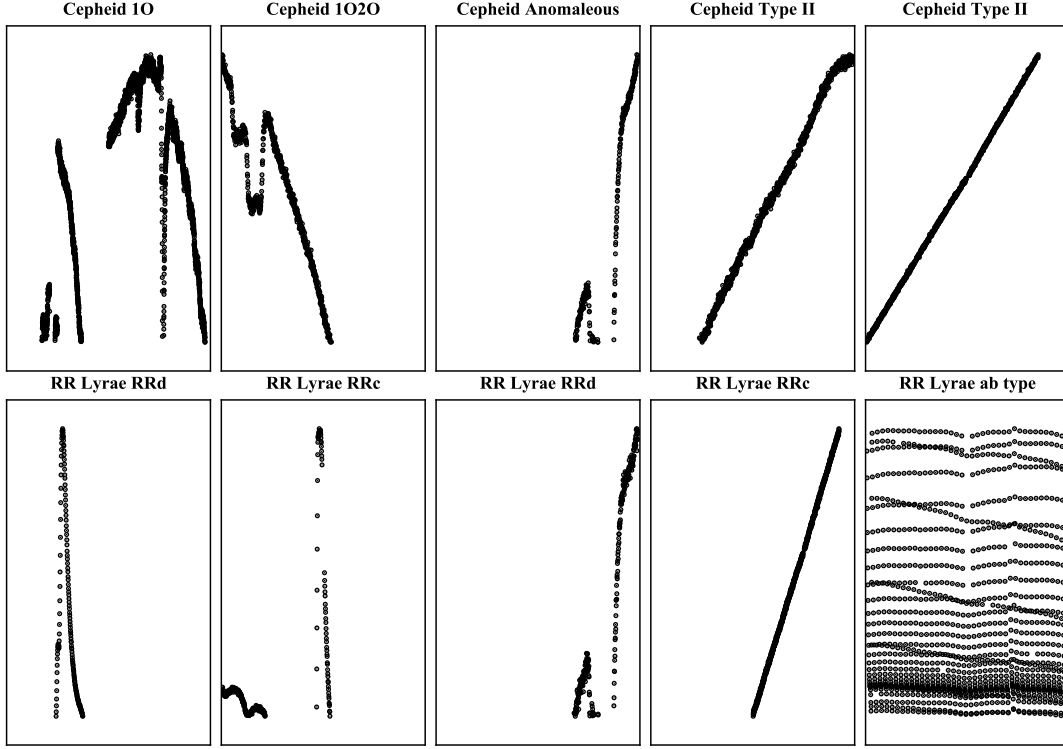 Cepheid 1O
Cepheid 1O2O
Cepheid Anomaleous
Cepheid Type II
Cepheid Type II
RR Lyrae RRd
RR Lyrae RRc
RR Lyrae RRd
RR Lyrae RRc
RR Lyrae ab type